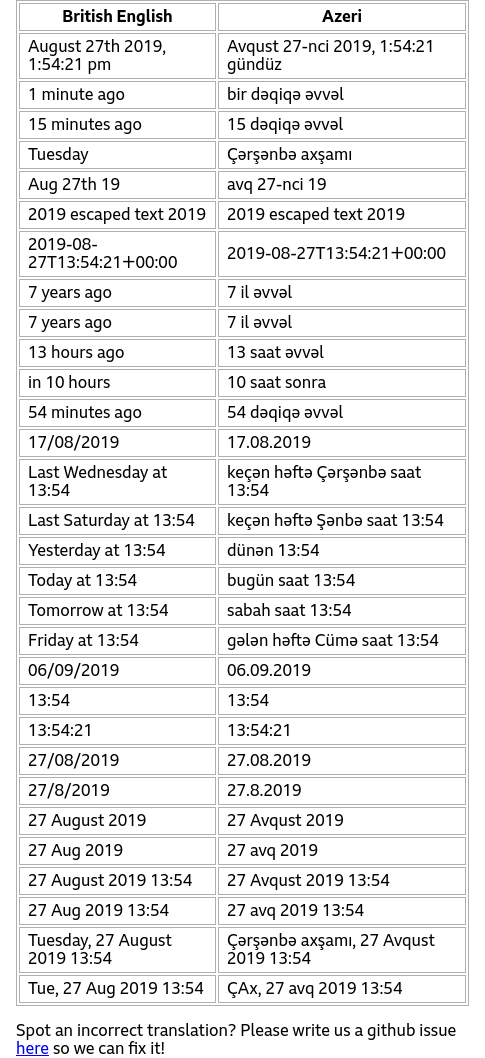 British English Azeri
August 27th 2019, Avqust 27-nci 2019, 1:54:21
1:54:21 pm gündüz
1 minute ago bir dəqiqə əvvəl
15 minutes ago 15 dəqiqə əvvəl
Tuesday Çərşənbə axşamı
Aug 27th 19 avq 27-nci 19
2019 escaped text 2019 2019 escaped text 2019
2019-08-
27T13:54:21+00:00 2019-08-27T13:54:21+00:00
7 years ago 7 il əvvəl
7 years ago 7 il əvvəl
13 hours ago 13 saat əvvəl
in 10 hours 10 saat sonra
54 minutes ago 54 dəqiqə əvvəl
17/08/2019 17.08.2019
Last Wednesday at keçən həftə Çərşənbə saat
13:54 13:54
Last Saturday at 13:54 keçən həftə Şənbə saat 13:54
Yesterday at 13:54 dünən 13:54
Today at 13:54 bugün saat 13:54
Tomorrow at 13:54 sabah saat 13:54
Friday at 13:54 gələn həftə Cümə saat 13:54
06/09/2019 06.09.2019
13:54 13:54
13:54:21 13:54:21
27/08/2019 27.08.2019
27/8/2019 27.8.2019
27 August 2019 27 Avqust 2019
27 Aug 2019 27 avq 2019
27 August 2019 13:54 27 Avqust 2019 13:54
27 Aug 2019 13:54 27 avq 2019 13:54
Tuesday, 27 August Çərşənbə axşamı, 27 Avqust
2019 13:54 2019 13:54
Tue, 27 Aug 2019 13:54 ÇAx, 27 avq 2019 13:54
Spot an incorrect translation? Please write us a github issue
here so we can fix it!